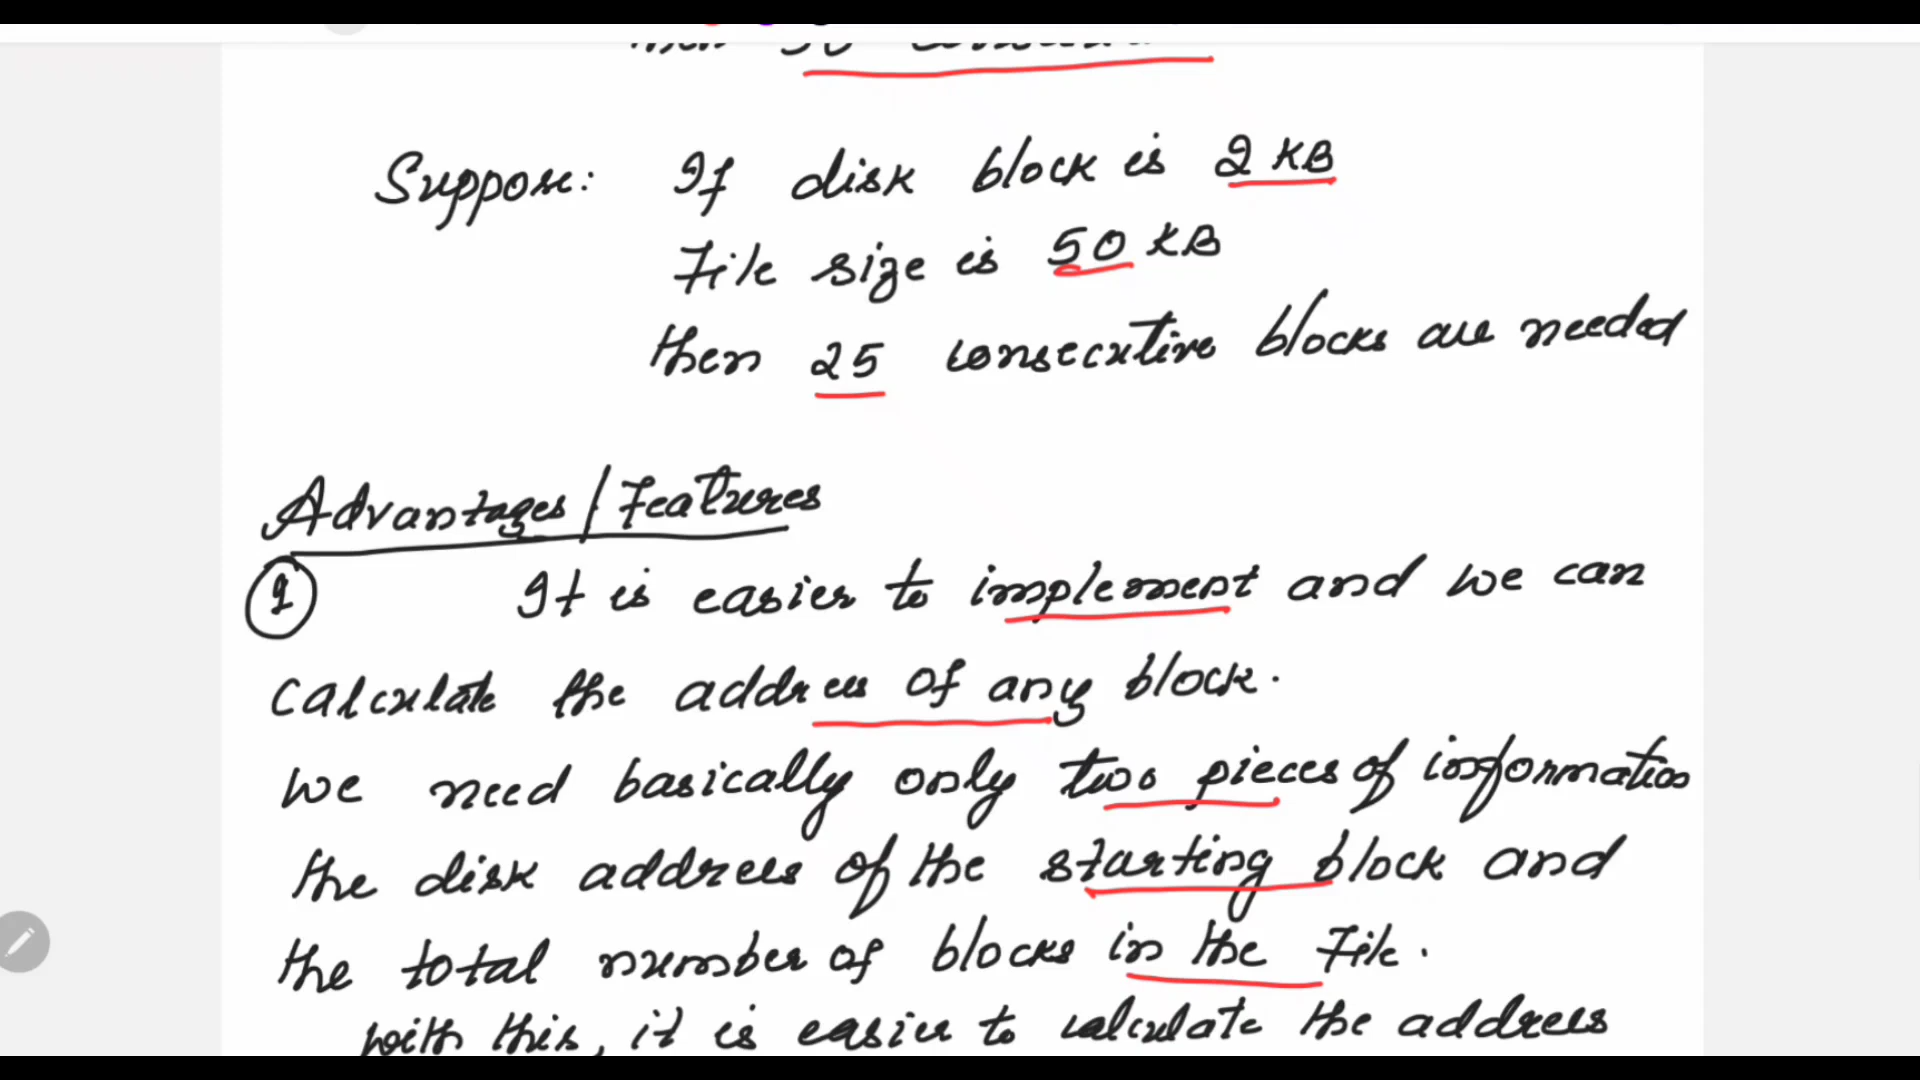 Suppose: If disk block is 2 KB
File size is 50 KB
then 25 consecutive blocks are needed
Advantages/Features
1 It is easier to implement and we can
calculate the address of any block.
we need basically only two pieces of information
the disk address of the starting block and
the total number of blocks in the File.
with this, it is easier to calculate the address